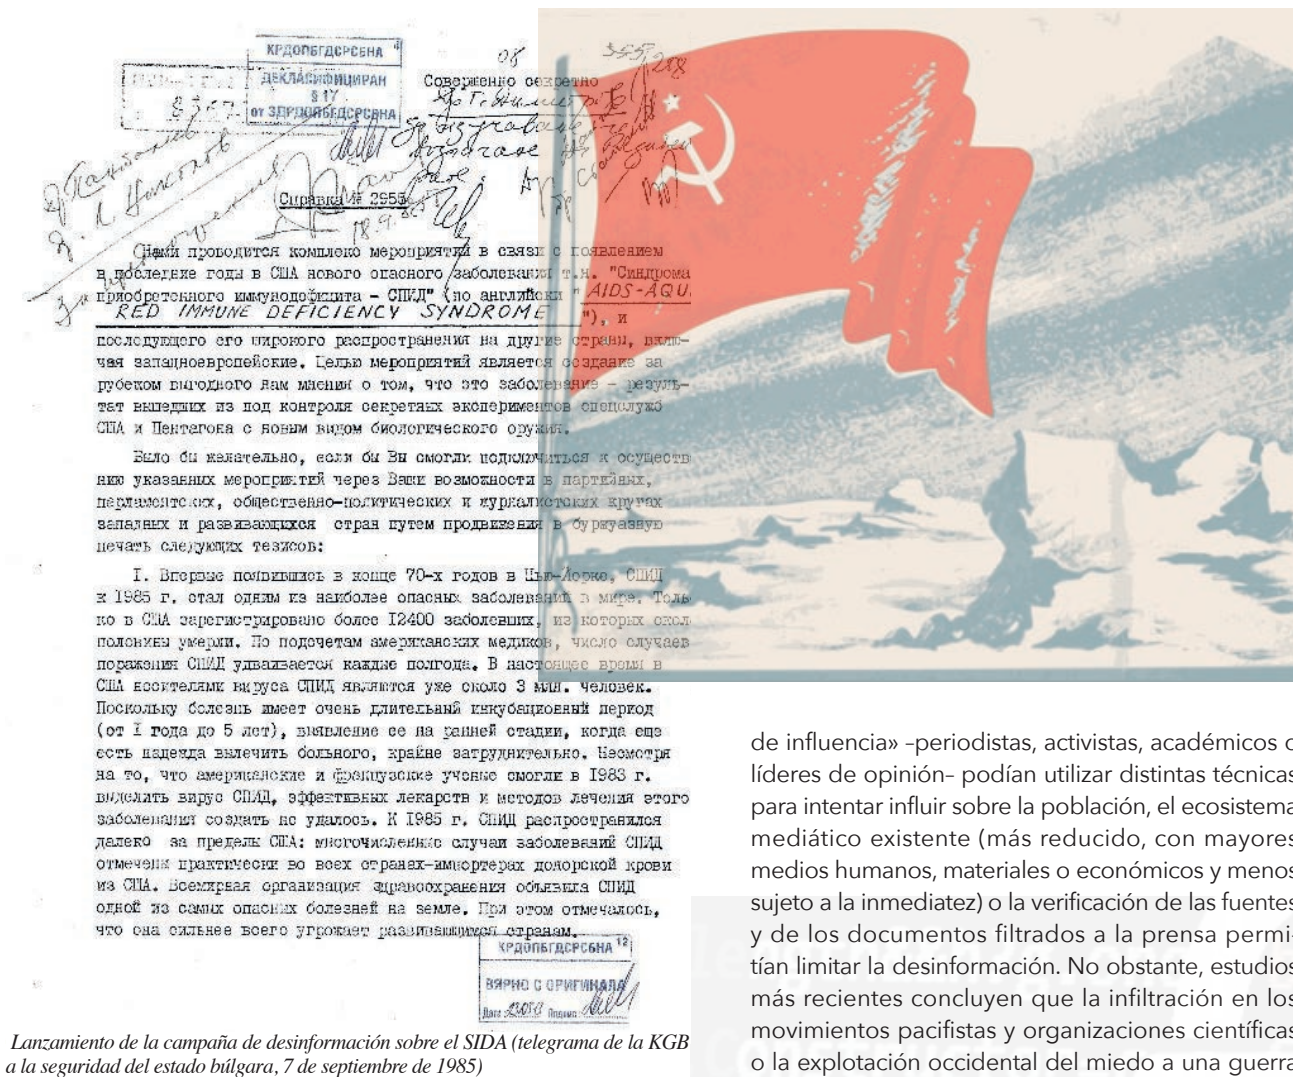 КРДОПБГДСРСБНА
ДЕКЛАСИФИЦИРАН
§ 17
от ЗДРДОПБГДСРСБНА
8357
Совершенно секретно
Справка № 2955
Нами проводится комплекс мероприятий в связи с появлением
в последние годы в США нового опасного заболевания т.н. "Синдрома
приобретенного иммунодефицита – СПИД" (по английски " AIDS-AQU.
RED IMMUNE DEFICIENCY SYNDROME "), и
последующего его широкого распространения на другие страны, вклю-
чая западноевропейские. Целью мероприятий является создание за
рубежом выгодного нам мнения о том, что это заболевание – резуль-
тат вышедших из под контроля секретных экспериментов спецслужб
США и Пентагона с новым видом биологического оружия.
Было бы желательно, если бы Вы смогли подключиться к осуществ
нию указанных мероприятий через Ваши возможности в партийных,
парламентских, общественно-политических и журналистских кругах
западных и развивающихся стран путем продвижения в буржуазную
печать следующих тезисов:
I. Впервые появившись в конце 70-х годов в Нью-Йорке, СПИД
к 1985 г. стал одним из наиболее опасных заболеваний в мире. Толь
ко в США зарегистрировано более 12400 заболевших, из которых окол
половины умерли. По подсчетам американских медиков, число случаев
поражения СПИД удваивается каждые полгода. В настоящее время в
США носителями вируса СПИД являются уже около 3 млн. человек.
Поскольку болезнь имеет очень длительный инкубационный период
(от I года до 5 лет), выявление ее на ранней стадии, когда еще
есть надежда вылечить больного, крайне затруднительно. Несмотря
на то, что американские и французские ученые смогли в 1983 г.
выделить вирус СПИД, эффективных лекарств и методов лечения этого
заболевания создать не удалось. К 1985 г. СПИД распространился
далеко за пределы США: многочисленные случаи заболеваний СПИД
отмечены практически во всех странах-импортерах донорской крови
из США. Всемирная организация здравоохранения объявила СПИД
одной из самых опасных болезней на земле. При этом отмечалось,
что она сильнее всего угрожает развивающимся странам.
КРДОПБГДСРСБНА 12
ВЯРНО С ОРИГИНАЛА
Lanzamiento de la campaña de desinformación sobre el SIDA (telegrama de la KGB
a la seguridad del estado búlgara, 7 de septiembre de 1985)
de influencia» –periodistas, activistas, académicos o
líderes de opinión– podían utilizar distintas técnicas
para intentar influir sobre la población, el ecosistema
mediático existente (más reducido, con mayores
medios humanos, materiales o económicos y menos
sujeto a la inmediatez) o la verificación de las fuentes
y de los documentos filtrados a la prensa permi-
tían limitar la desinformación. No obstante, estudios
más recientes concluyen que la infiltración en los
movimientos pacifistas y organizaciones científicas
o la explotación occidental del miedo a una guerra